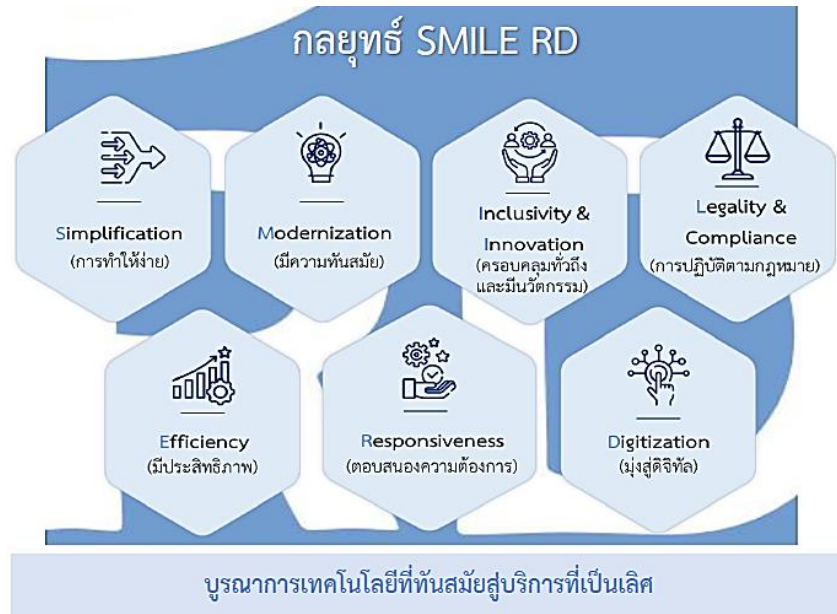 กลยุทธ์ SMILE RD
Simplification
(การทำให้ง่าย)
Modernization
(มีความทันสมัย)
Inclusivity &
Innovation
(ครอบคลุมทั่วถึง
และมีนวัตกรรม)
Legality &
Compliance
(การปฏิบัติตามกฎหมาย)
Efficiency
(มีประสิทธิภาพ)
Responsiveness
(ตอบสนองความต้องการ)
Digitization
(มุ่งสู่ดิจิทัล)
บูรณาการเทคโนโลยีที่ทันสมัยสู่บริการที่เป็นเลิศ